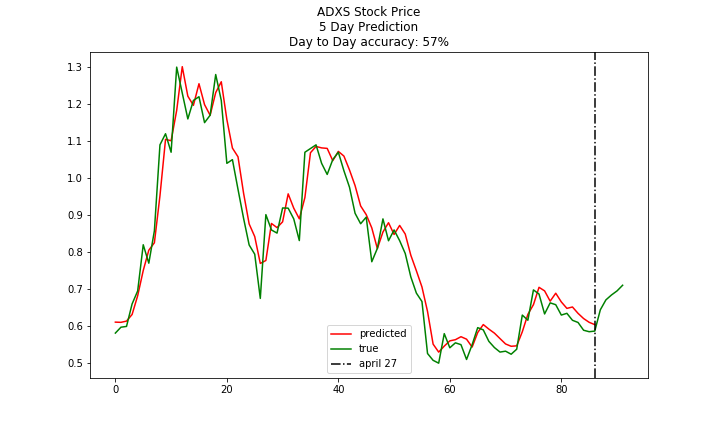 ADXS Stock Price
5 Day Prediction
Day to Day accuracy: 57%
1.3
1.2
1.1
1.0
0.9
0.8
0.7
0.6
0.5
predicted
true
april 27
0 20 40 60 80